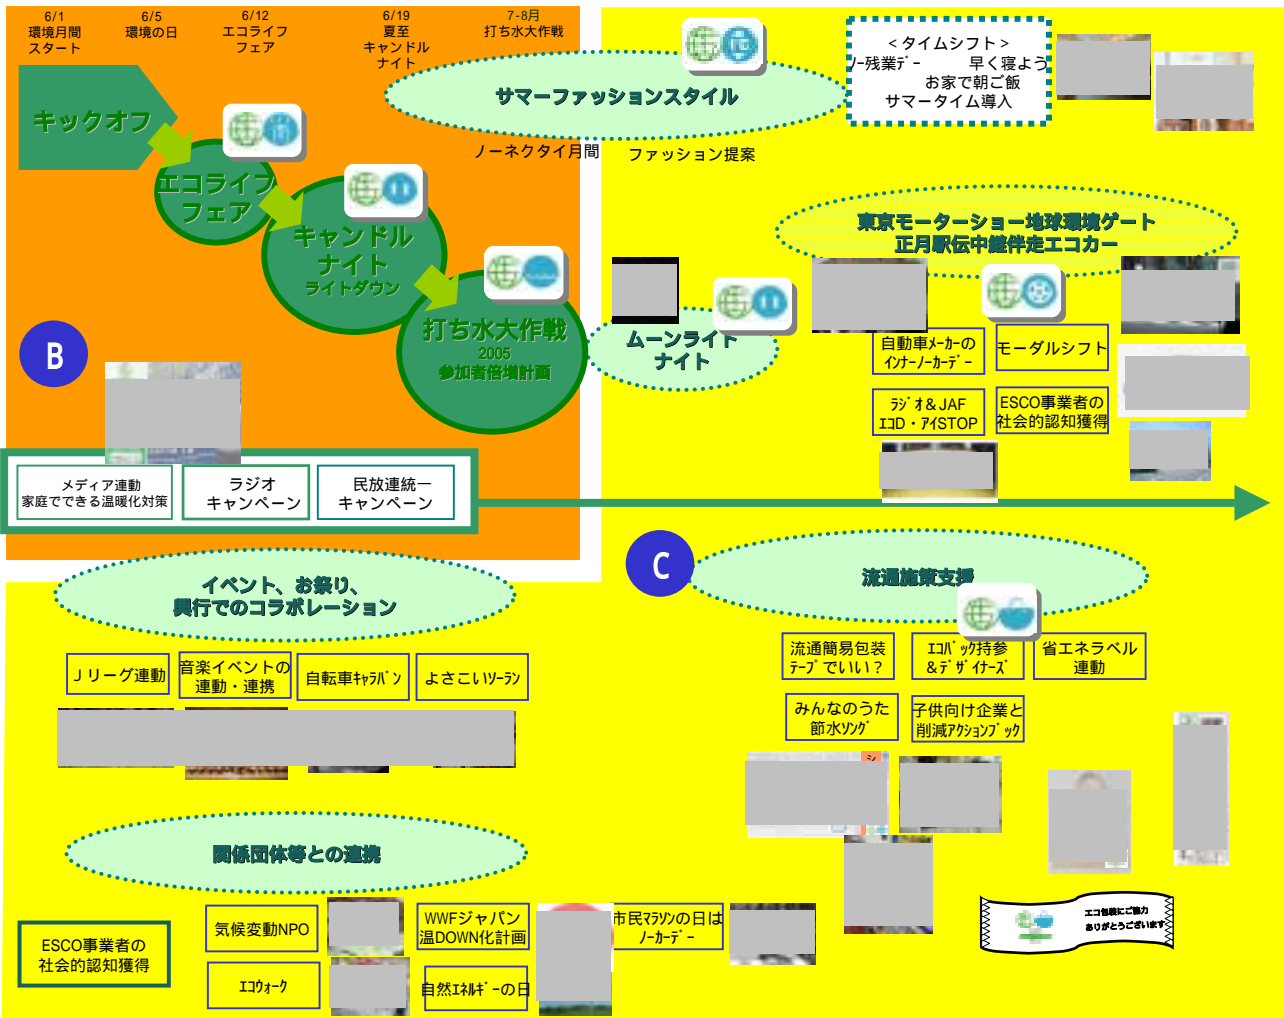 6/1
環境月間
スタート
6/5
環境の日
6/12
エコライフ
フェア
6/19
夏至
キャンドル
ナイト
7-8月
打ち水大作戦
キックオフ
エコライフ
フェア
キャンドル
ナイト
ライトダウン
打ち水大作戦
2005
参加者倍増計画
サマーファッションスタイル
ノーネクタイ月間
ファッション提案
<タイムシフト>
ノー残業デー 早く寝よう
お家で朝ご飯
サマータイム導入
東京モーターショー地球環境ゲート
正月駅伝中継伴走エコカー
ムーンライト
ナイト
自動車メーカーの
インナーノーカーデー
モーダルシフト
ラジオ&JAF
エコD・アイSTOP
ESCO事業者の
社会的認知獲得
B
メディア連動
家庭でできる温暖化対策
ラジオ
キャンペーン
民放連統一
キャンペーン
イベント、お祭り、
興行でのコラボレーション
Jリーグ連動
音楽イベントの
連動・連携
自転車キャラバン
よさこいソーラン
C
流通施策支援
流通簡易包装
テープでいい?
エコバック持参
&デザイナーズ
省エネラベル
連動
みんなのうた
節水ソング
子供向け企業と
削減アクションブック
関係団体等との連携
ESCO事業者の
社会的認知獲得
気候変動NPO
エコウォーク
WWFジャパン
温DOWN化計画
自然エネルギーの日
市民マラソンの日は
ノーカーデー
エコ包装にご協力
ありがとうございます